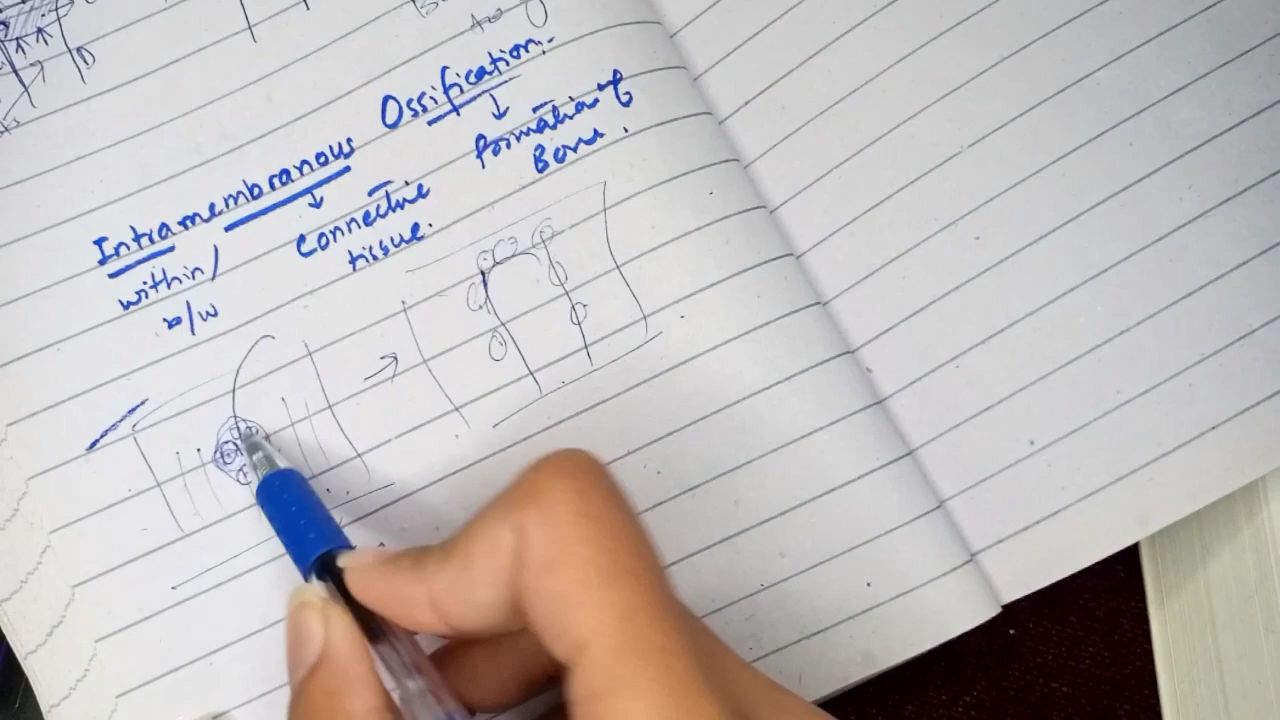 Intramembranous Ossification.
↓ ↓
within/ Connective formation of
b/w tissue. Bone.
→